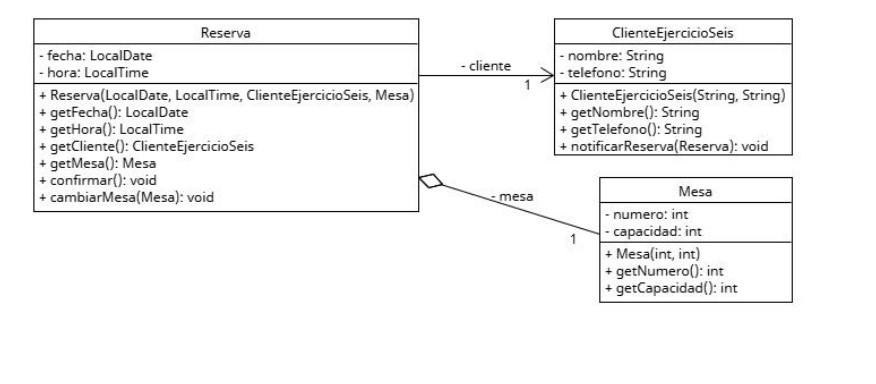 Reserva
- fecha: LocalDate
- hora: LocalTime
+ Reserva(LocalDate, LocalTime, ClienteEjercicioSeis, Mesa)
+ getFecha(): LocalDate
+ getHora(): LocalTime
+ getCliente(): ClienteEjercicioSeis
+ getMesa(): Mesa
+ confirmar(): void
+ cambiarMesa(Mesa): void
- cliente
1
ClienteEjercicioSeis
- nombre: String
- telefono: String
+ ClienteEjercicioSeis(String, String)
+ getNombre(): String
+ getTelefono(): String
+ notificarReserva(Reserva): void
- mesa
1
Mesa
- numero: int
- capacidad: int
+ Mesa(int, int)
+ getNumero(): int
+ getCapacidad(): int